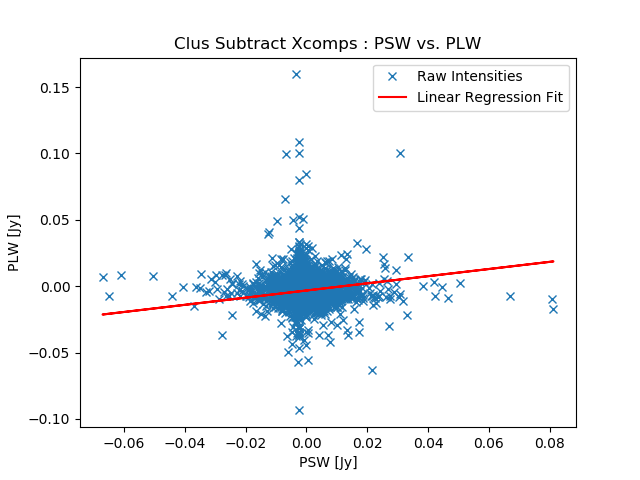 Clus Subtract Xcomps : PSW vs. PLW
Raw Intensities
Linear Regression Fit
PLW [Jy]
0.15
0.10
0.05
0.00
−0.05
−0.10
−0.06 −0.04 −0.02 0.00 0.02 0.04 0.06 0.08
PSW [Jy]